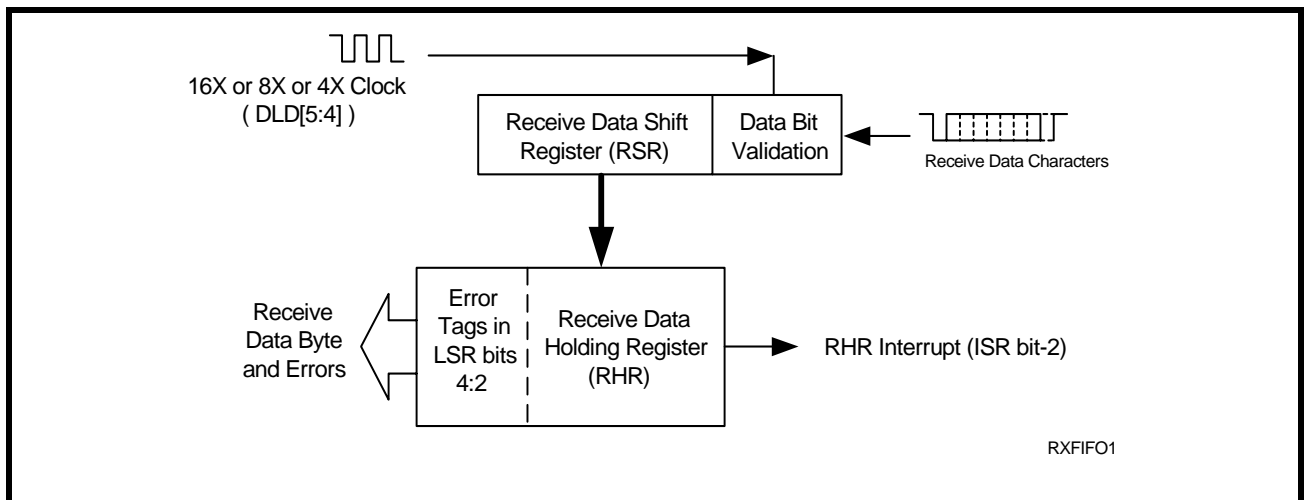 16X or 8X or 4X Clock
( DLD[5:4] )
Receive Data Shift
Register (RSR)
Data Bit
Validation
Receive Data Characters
Receive
Data Byte
and Errors
Error
Tags in
LSR bits
4:2
Receive Data
Holding Register
(RHR)
RHR Interrupt (ISR bit-2)
RXFIFO1